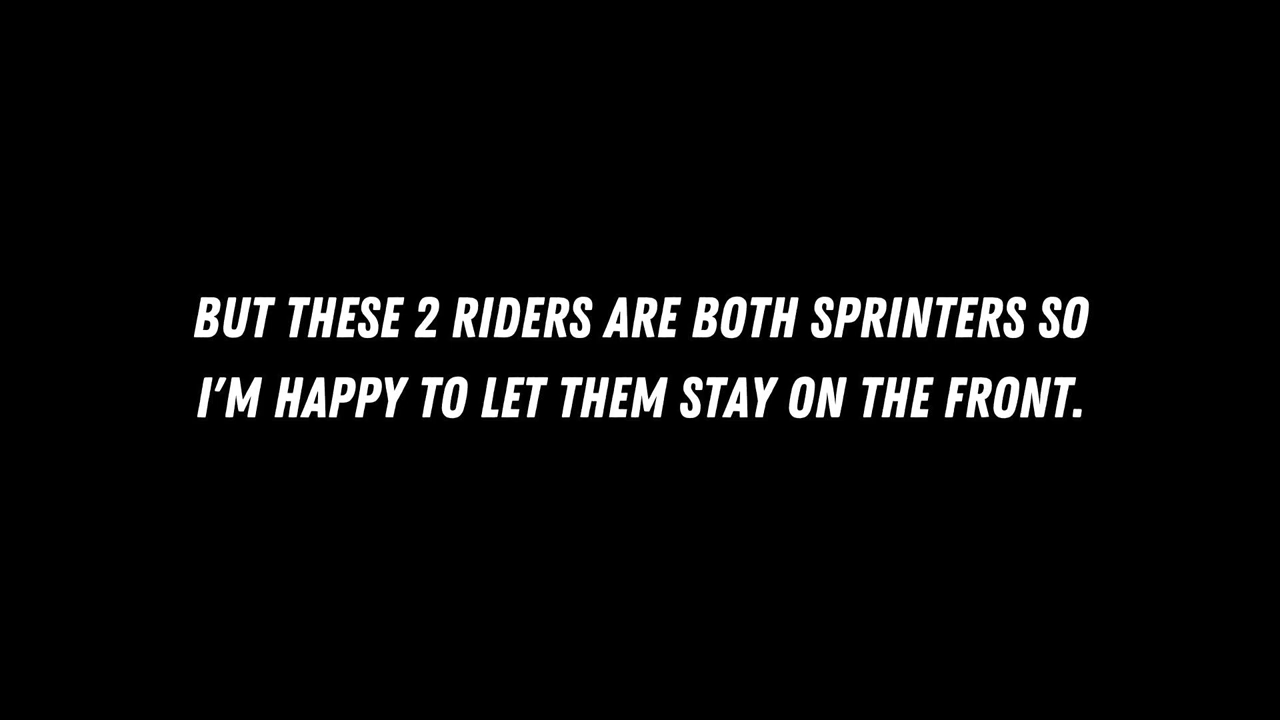 BUT THESE 2 RIDERS ARE BOTH SPRINTERS SO
I'M HAPPY TO LET THEM STAY ON THE FRONT.